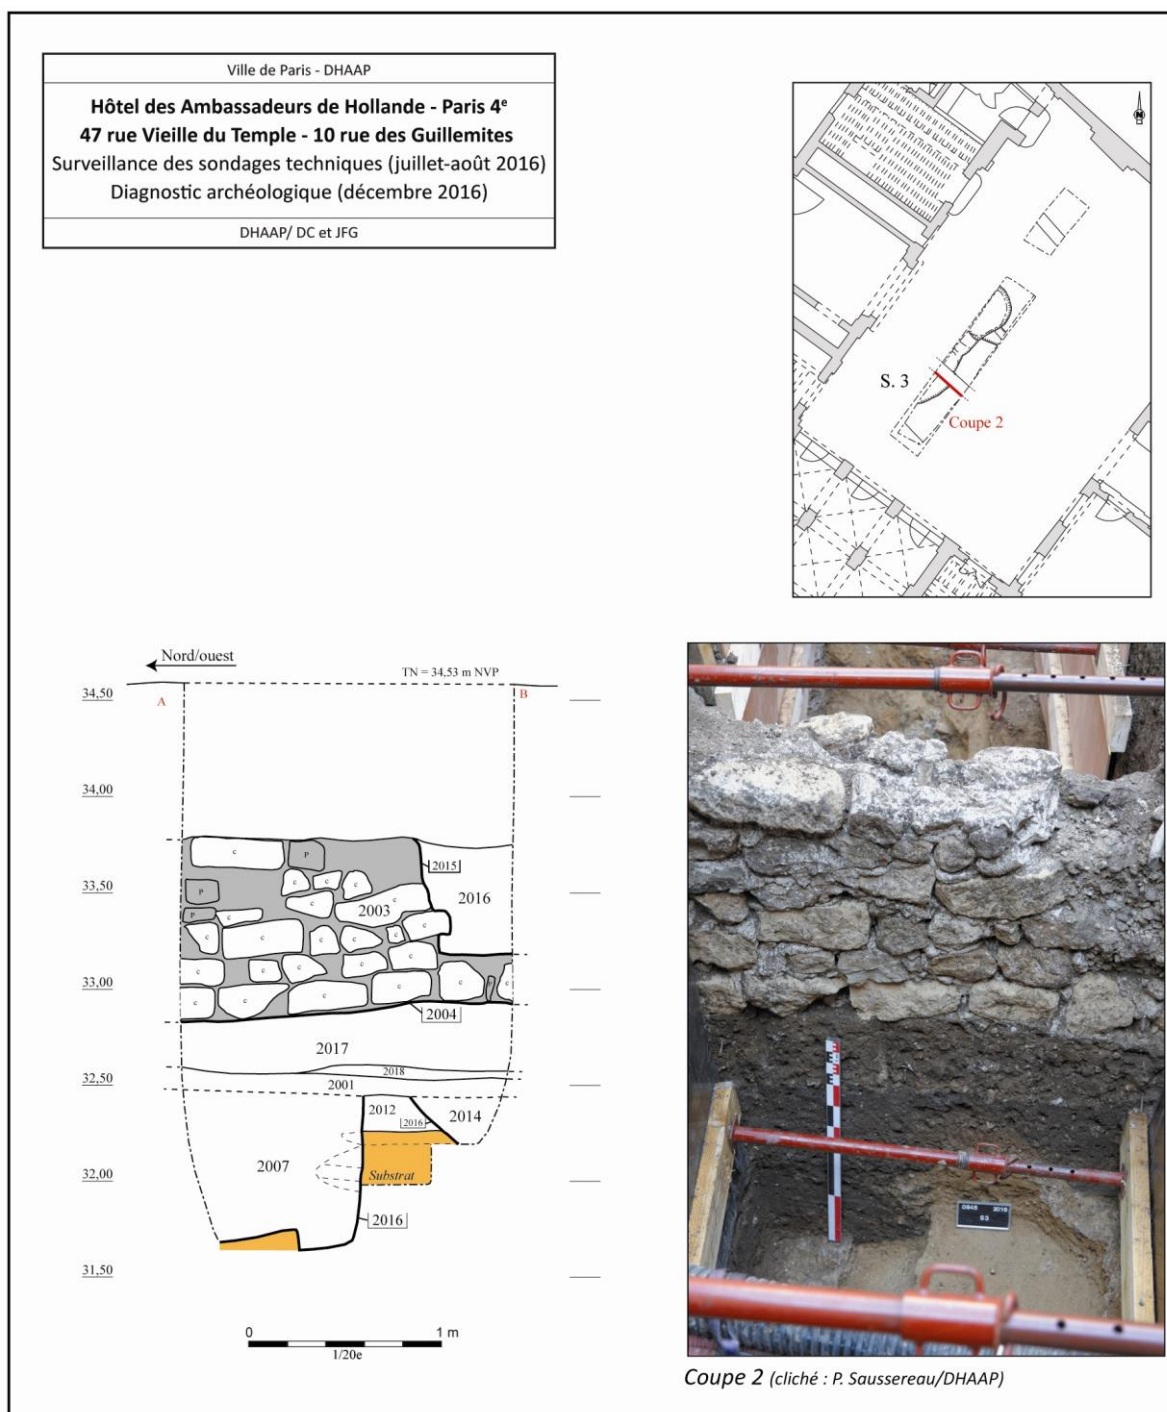 Ville de Paris - DHAAP
Hôtel des Ambassadeurs de Hollande - Paris 4e
47 rue Vieille du Temple - 10 rue des Guillemites
Surveillance des sondages techniques (juillet-août 2016)
Diagnostic archéologique (décembre 2016)
DHAAP/ DC et JFG
N
S. 3
Coupe 2
Nord/ouest
TN = 34,53 m NVP
34,50
A
B
34,00
C
P
2015
33,50
P
C
2016
2003
P
C
C
C
C
C
C
33,00
C
C
C
C
C
C
C
C
C
C
2004
2017
2018
32,50
2001
2012
2016
2014
2007
32,00
Substrat
2016
31,50
0
1 m
1/20e
2016
S3
Coupe 2 (cliché : P. Saussereau/DHAAP)